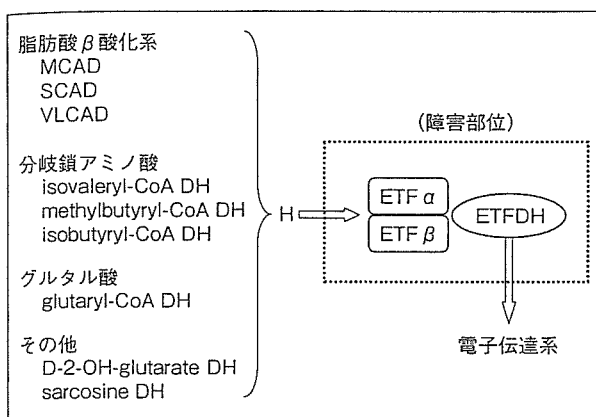 脂肪酸β酸化系
MCAD
SCAD
VLCAD
分岐鎖アミノ酸
isovaleryl-CoA DH
methylbutyryl-CoA DH
isobutyryl-CoA DH
グルタル酸
glutaryl-CoA DH
その他
D-2-OH-glutarate DH
sarcosine DH
H
(障害部位)
ETF α
ETF β
ETFDH
電子伝達系